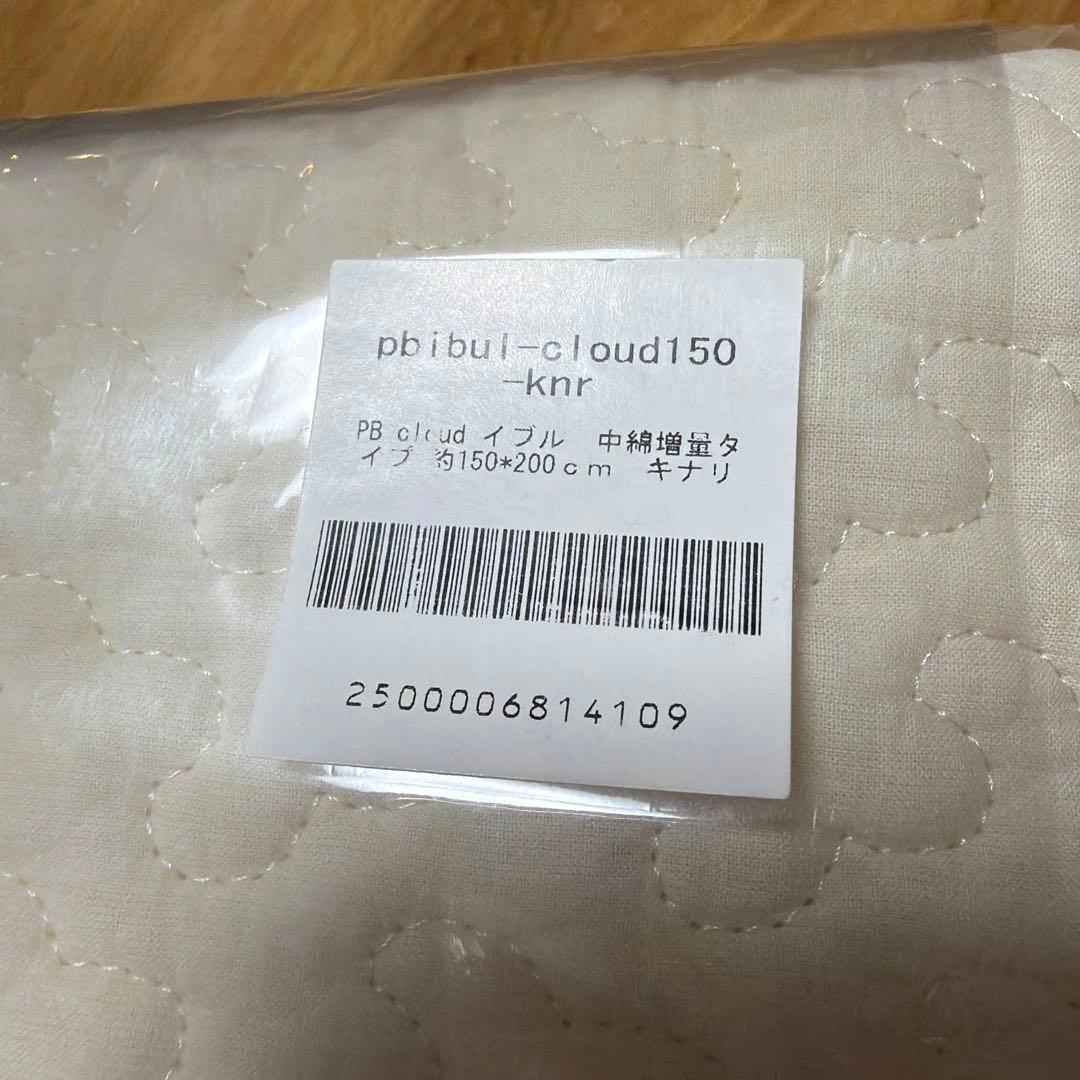 pbibul-cloud150
-knr
PB cloud イブル　中綿増量タ
イプ 約150*200ｃｍ　キナリ
2500006814109